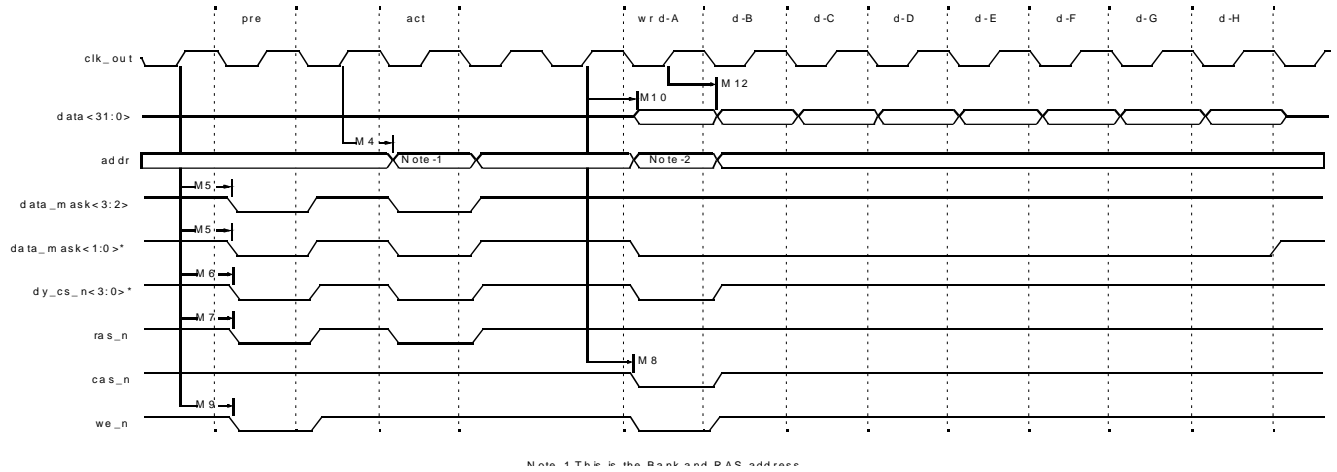 pre act wr d-A d-B d-C d-D d-E d-F d-G d-H
clk_out
M12
M10
data<31:0>
M4
addr Note-1 Note-2
M5
data_mask<3:2>
M5
data_mask<1:0>*
M6
dy_cs_n<3:0>*
M7
ras_n
M8
cas_n
M9
we_n
Note 1 This is the Bank and RAS address